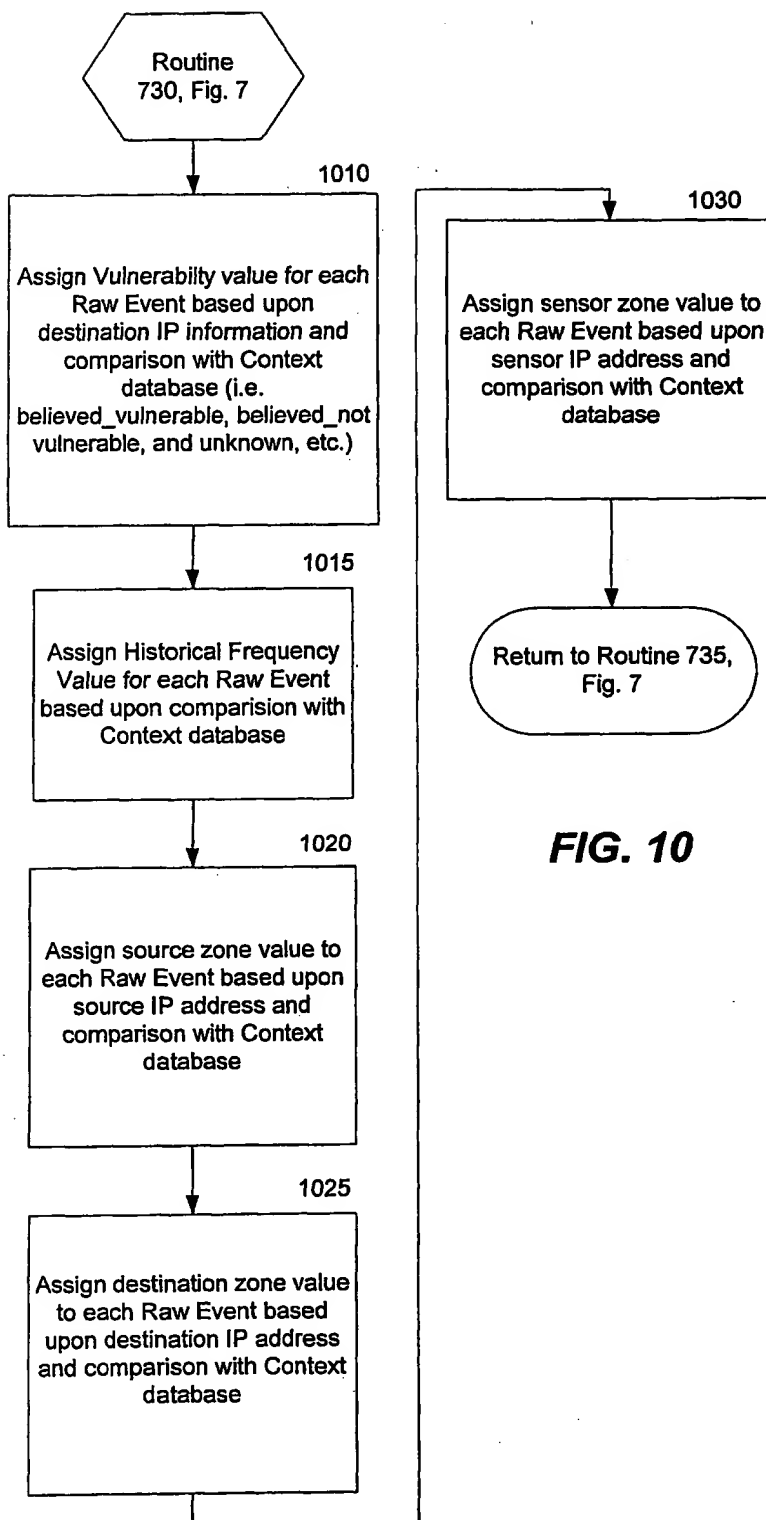 Routine
730, Fig. 7
1010
Assign Vulnerabilty value for each
Raw Event based upon
destination IP information and
comparison with Context
database (i.e.
believed_vulnerable, believed_not
vulnerable, and unknown, etc.)
1015
Assign Historical Frequency
Value for each Raw Event
based upon comparision with
Context database
1020
Assign source zone value to
each Raw Event based upon
source IP address and
comparison with Context
database
1025
Assign destination zone value
to each Raw Event based
upon destination IP address
and comparison with Context
database
1030
Assign sensor zone value to
each Raw Event based upon
sensor IP address and
comparison with Context
database
Return to Routine 735,
Fig. 7
FIG. 10